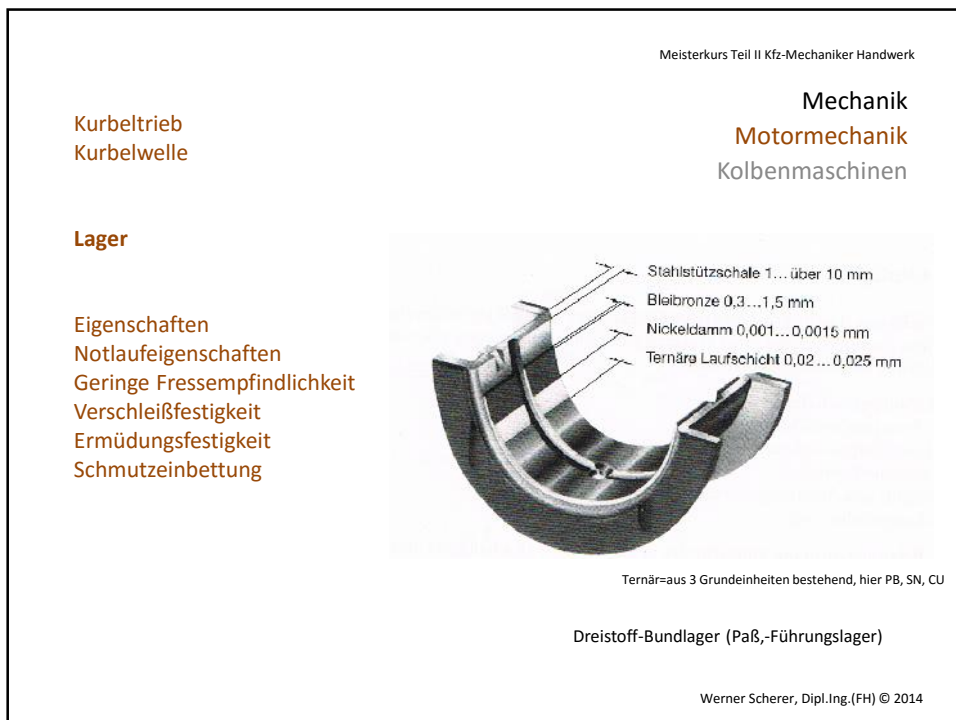 Meisterkurs Teil II Kfz-Mechaniker Handwerk
Mechanik
Motormechanik
Kolbenmaschinen
Kurbeltrieb
Kurbelwelle
Lager
Eigenschaften
Notlaufeigenschaften
Geringe Fressempfindlichkeit
Verschleißfestigkeit
Ermüdungsfestigkeit
Schmutzeinbettung
Stahlstützschale 1... über 10 mm
Bleibronze 0,3...1,5 mm
Nickeldamm 0,001...0,0015 mm
Ternäre Laufschicht 0,02...0,025 mm
Ternär=aus 3 Grundeinheiten bestehend, hier PB, SN, CU
Dreistoff-Bundlager (Paß,-Führungslager)
Werner Scherer, Dipl.Ing.(FH) © 2014